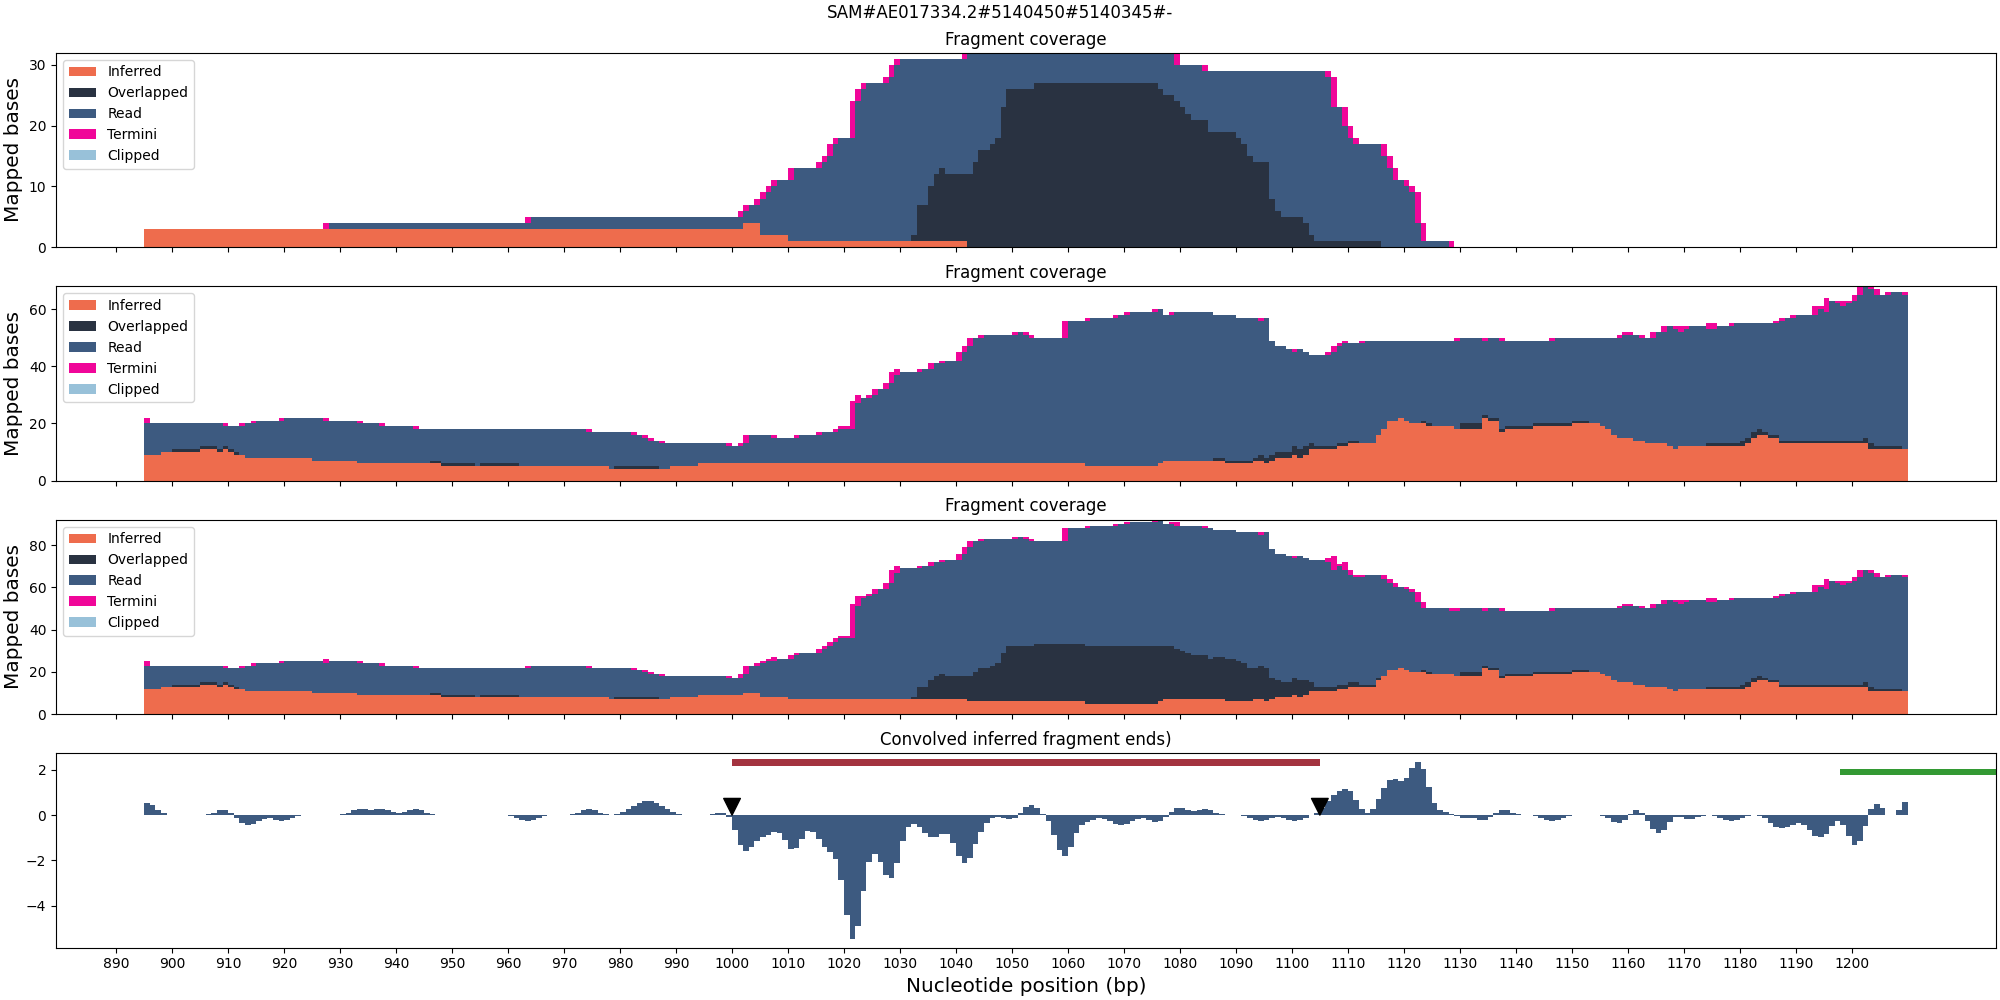 SAM#AE017334.2#5140450#5140345#-
Fragment coverage
Mapped bases
30
20
10
0
Inferred
Overlapped
Read
Termini
Clipped
Fragment coverage
Mapped bases
60
40
20
0
Inferred
Overlapped
Read
Termini
Clipped
Fragment coverage
Mapped bases
80
60
40
20
0
Inferred
Overlapped
Read
Termini
Clipped
Convolved inferred fragment ends)
2
0
−2
−4
890 900 910 920 930 940 950 960 970 980 990 1000 1010 1020 1030 1040 1050 1060 1070 1080 1090 1100 1110 1120 1130 1140 1150 1160 1170 1180 1190 1200
Nucleotide position (bp)